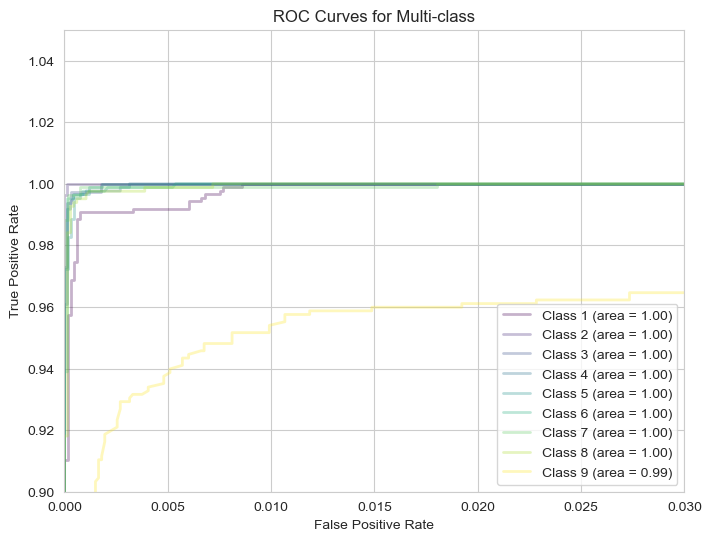 ROC Curves for Multi-class
True Positive Rate
1.04
1.02
1.00
0.98
0.96
0.94
0.92
0.90
Class 1 (area = 1.00)
Class 2 (area = 1.00)
Class 3 (area = 1.00)
Class 4 (area = 1.00)
Class 5 (area = 1.00)
Class 6 (area = 1.00)
Class 7 (area = 1.00)
Class 8 (area = 1.00)
Class 9 (area = 0.99)
0.000 0.005 0.010 0.015 0.020 0.025 0.030
False Positive Rate